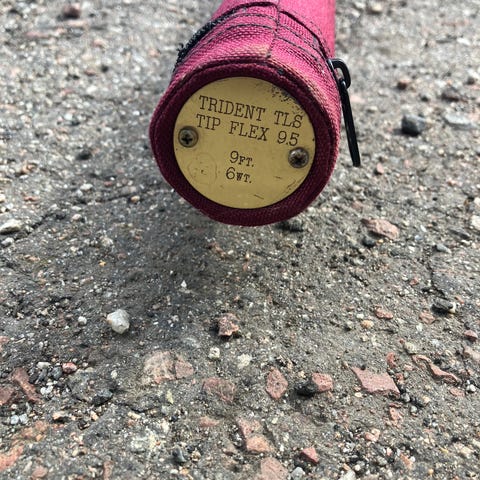 TRIDENT TLS
TIP FLEX 9.5
9FT.
6WT.